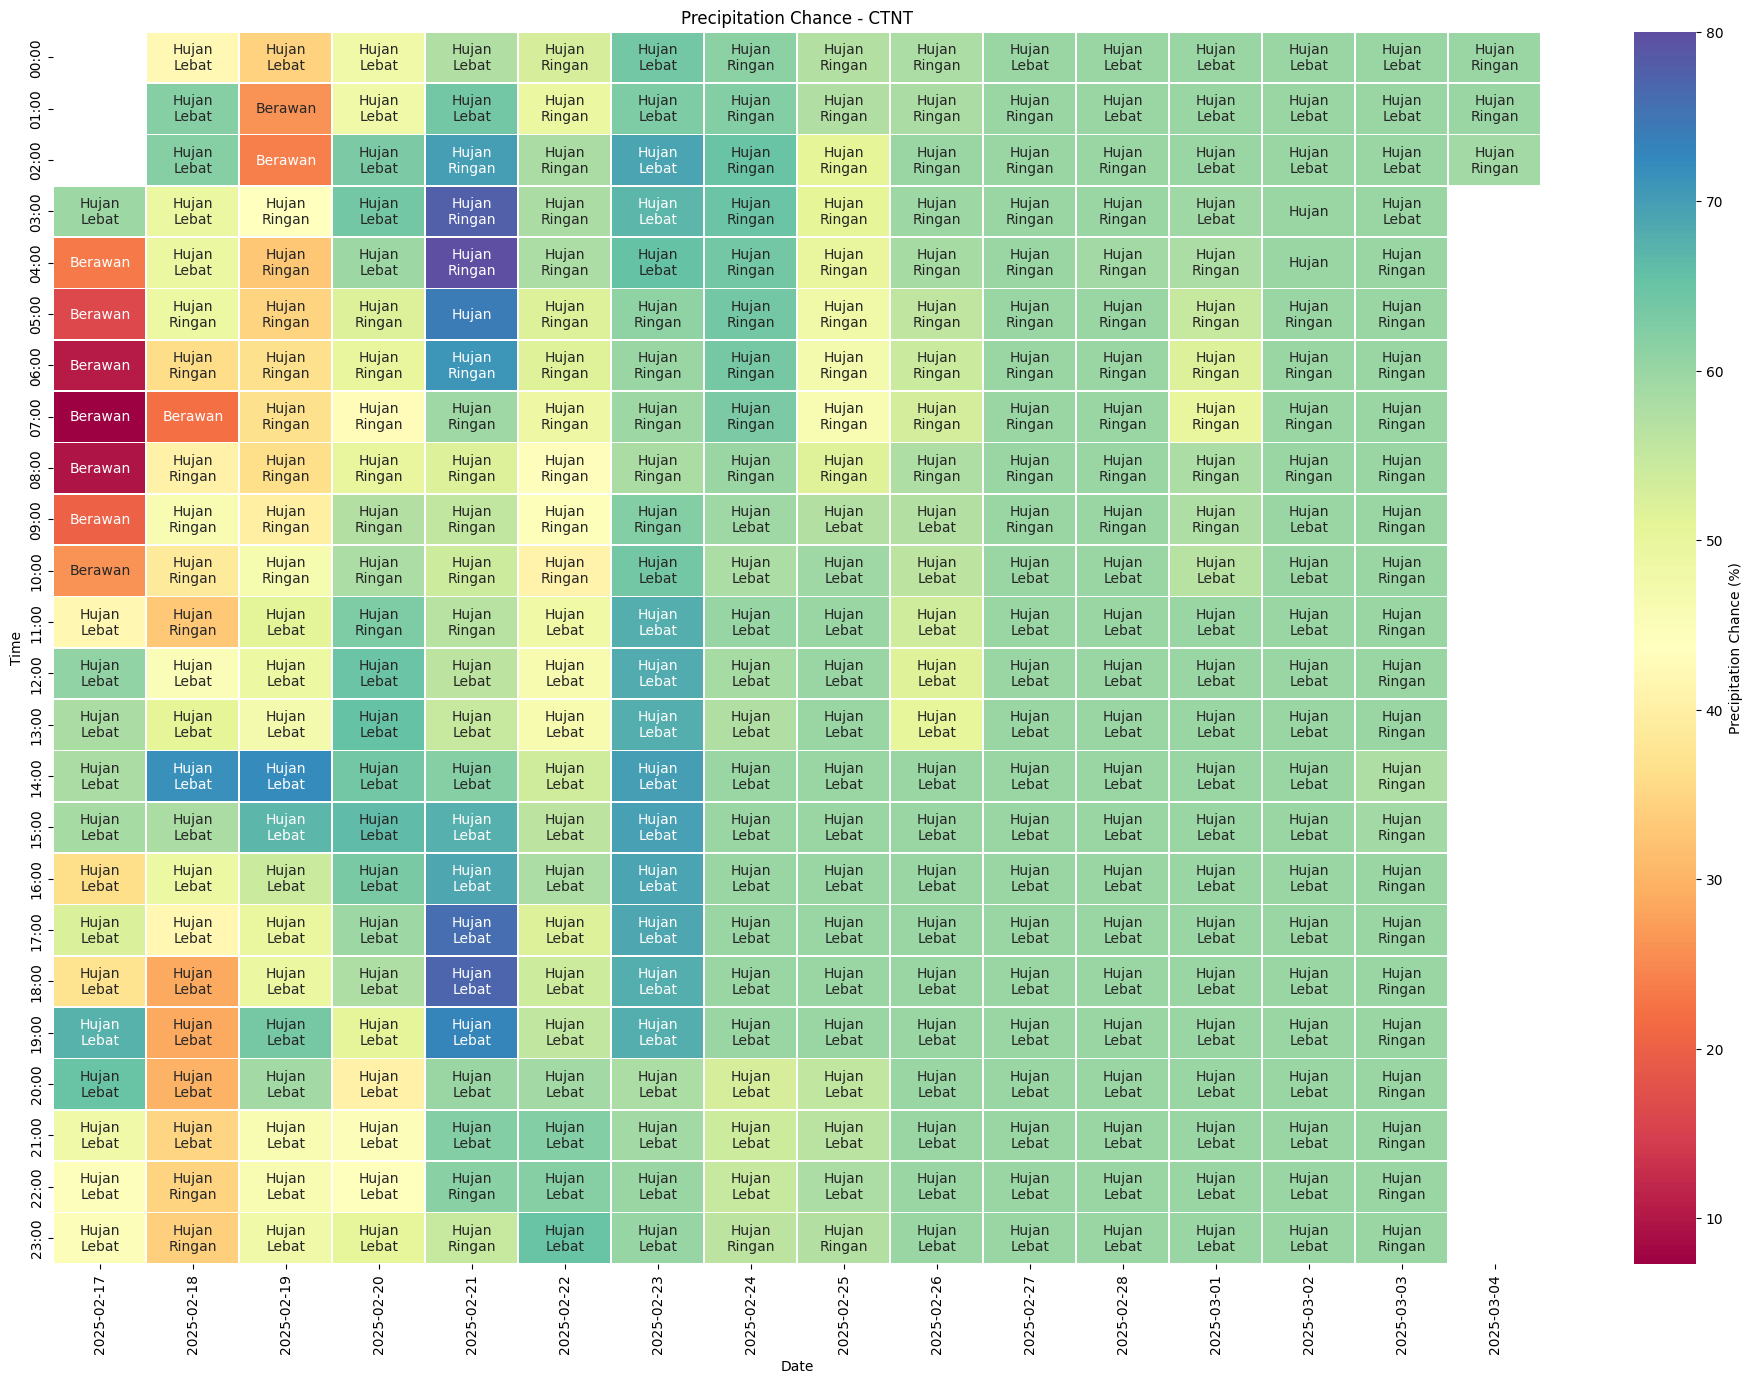 Precipitation Chance - CTNT
00:00 Hujan Hujan Hujan Hujan Hujan Hujan Hujan Hujan Hujan Hujan Hujan Hujan Hujan Hujan Hujan
Lebat Lebat Lebat Lebat Ringan Lebat Ringan Ringan Ringan Lebat Lebat Lebat Lebat Lebat Ringan
01:00 Hujan Berawan Hujan Hujan Hujan Hujan Hujan Hujan Hujan Hujan Hujan Hujan Hujan Hujan Hujan
Lebat Lebat Lebat Ringan Lebat Ringan Ringan Ringan Ringan Lebat Lebat Lebat Lebat Ringan
02:00 Hujan Berawan Hujan Hujan Hujan Hujan Hujan Hujan Hujan Hujan Hujan Hujan Hujan Hujan Hujan
Lebat Lebat Ringan Ringan Lebat Ringan Ringan Ringan Ringan Ringan Lebat Lebat Lebat Ringan
03:00 Hujan Hujan Hujan Hujan Hujan Hujan Hujan Hujan Hujan Hujan Hujan Hujan Hujan Hujan Hujan
Lebat Lebat Ringan Lebat Ringan Ringan Lebat Ringan Ringan Ringan Ringan Ringan Lebat Lebat
04:00 Berawan Hujan Hujan Hujan Hujan Hujan Hujan Hujan Hujan Hujan Hujan Hujan Hujan Hujan Hujan
Lebat Ringan Lebat Ringan Ringan Lebat Ringan Ringan Ringan Ringan Ringan Ringan Ringan
05:00 Berawan Hujan Hujan Hujan Hujan Hujan Hujan Hujan Hujan Hujan Hujan Hujan Hujan Hujan Hujan
Ringan Ringan Ringan Ringan Ringan Ringan Ringan Ringan Ringan Ringan Ringan Ringan Ringan
06:00 Berawan Hujan Hujan Hujan Hujan Hujan Hujan Hujan Hujan Hujan Hujan Hujan Hujan Hujan Hujan
Ringan Ringan Ringan Ringan Ringan Ringan Ringan Ringan Ringan Ringan Ringan Ringan Ringan Ringan
07:00 Berawan Berawan Hujan Hujan Hujan Hujan Hujan Hujan Hujan Hujan Hujan Hujan Hujan Hujan Hujan
Ringan Ringan Ringan Ringan Ringan Ringan Ringan Ringan Ringan Ringan Ringan Ringan Ringan
08:00 Berawan Hujan Hujan Hujan Hujan Hujan Hujan Hujan Hujan Hujan Hujan Hujan Hujan Hujan Hujan
Ringan Ringan Ringan Ringan Ringan Ringan Ringan Ringan Ringan Ringan Ringan Ringan Ringan Ringan
09:00 Berawan Hujan Hujan Hujan Hujan Hujan Hujan Hujan Hujan Hujan Hujan Hujan Hujan Hujan Hujan
Ringan Ringan Ringan Ringan Ringan Ringan Lebat Lebat Lebat Ringan Ringan Ringan Lebat Ringan
10:00 Berawan Hujan Hujan Hujan Hujan Hujan Hujan Hujan Hujan Hujan Hujan Hujan Hujan Hujan Hujan
Ringan Ringan Ringan Ringan Ringan Lebat Lebat Lebat Lebat Ringan Lebat Lebat Lebat Ringan
11:00 Hujan Hujan Hujan Hujan Hujan Hujan Hujan Hujan Hujan Hujan Hujan Hujan Hujan Hujan Hujan
Lebat Ringan Lebat Ringan Ringan Lebat Lebat Lebat Lebat Lebat Lebat Lebat Lebat Lebat Ringan
12:00 Hujan Hujan Hujan Hujan Hujan Hujan Hujan Hujan Hujan Hujan Hujan Hujan Hujan Hujan Hujan
Lebat Lebat Lebat Lebat Lebat Lebat Lebat Lebat Lebat Lebat Lebat Lebat Lebat Lebat Ringan
13:00 Hujan Hujan Hujan Hujan Hujan Hujan Hujan Hujan Hujan Hujan Hujan Hujan Hujan Hujan Hujan
Lebat Lebat Lebat Lebat Lebat Lebat Lebat Lebat Lebat Lebat Lebat Lebat Lebat Lebat Ringan
14:00 Hujan Hujan Hujan Hujan Hujan Hujan Hujan Hujan Hujan Hujan Hujan Hujan Hujan Hujan Hujan
Lebat Lebat Lebat Lebat Lebat Lebat Lebat Lebat Lebat Lebat Lebat Lebat Lebat Lebat Ringan
15:00 Hujan Hujan Hujan Hujan Hujan Hujan Hujan Hujan Hujan Hujan Hujan Hujan Hujan Hujan Hujan
Lebat Lebat Lebat Lebat Lebat Lebat Lebat Lebat Lebat Lebat Lebat Lebat Lebat Lebat Ringan
16:00 Hujan Hujan Hujan Hujan Hujan Hujan Hujan Hujan Hujan Hujan Hujan Hujan Hujan Hujan Hujan
Lebat Lebat Lebat Lebat Lebat Lebat Lebat Lebat Lebat Lebat Lebat Lebat Lebat Lebat Ringan
17:00 Hujan Hujan Hujan Hujan Hujan Hujan Hujan Hujan Hujan Hujan Hujan Hujan Hujan Hujan Hujan
Lebat Lebat Lebat Lebat Lebat Lebat Lebat Lebat Lebat Lebat Lebat Lebat Lebat Lebat Ringan
18:00 Hujan Hujan Hujan Hujan Hujan Hujan Hujan Hujan Hujan Hujan Hujan Hujan Hujan Hujan Hujan
Lebat Lebat Lebat Lebat Lebat Lebat Lebat Lebat Lebat Lebat Lebat Lebat Lebat Lebat Ringan
19:00 Hujan Hujan Hujan Hujan Hujan Hujan Hujan Hujan Hujan Hujan Hujan Hujan Hujan Hujan Hujan
Lebat Lebat Lebat Lebat Lebat Lebat Lebat Lebat Lebat Lebat Lebat Lebat Lebat Lebat Ringan
20:00 Hujan Hujan Hujan Hujan Hujan Hujan Hujan Hujan Hujan Hujan Hujan Hujan Hujan Hujan Hujan
Lebat Lebat Lebat Lebat Lebat Lebat Lebat Lebat Lebat Lebat Lebat Lebat Lebat Lebat Ringan
21:00 Hujan Hujan Hujan Hujan Hujan Hujan Hujan Hujan Hujan Hujan Hujan Hujan Hujan Hujan Hujan
Lebat Lebat Lebat Lebat Lebat Lebat Lebat Lebat Lebat Lebat Lebat Lebat Lebat Lebat Ringan
22:00 Hujan Hujan Hujan Hujan Hujan Hujan Hujan Hujan Hujan Hujan Hujan Hujan Hujan Hujan Hujan
Lebat Ringan Lebat Lebat Ringan Lebat Lebat Lebat Lebat Lebat Lebat Lebat Lebat Lebat Ringan
23:00 Hujan Hujan Hujan Hujan Hujan Hujan Hujan Hujan Hujan Hujan Hujan Hujan Hujan Hujan Hujan
Lebat Ringan Lebat Lebat Ringan Lebat Lebat Ringan Ringan Lebat Lebat Lebat Lebat Lebat Ringan
Time
2025-02-17 2025-02-18 2025-02-19 2025-02-20 2025-02-21 2025-02-22 2025-02-23 2025-02-24 2025-02-25 2025-02-26 2025-02-27 2025-02-28 2025-03-01 2025-03-02 2025-03-03 2025-03-04
Date
80
70
60
50
40
30
20
10
Precipitation Chance (%)